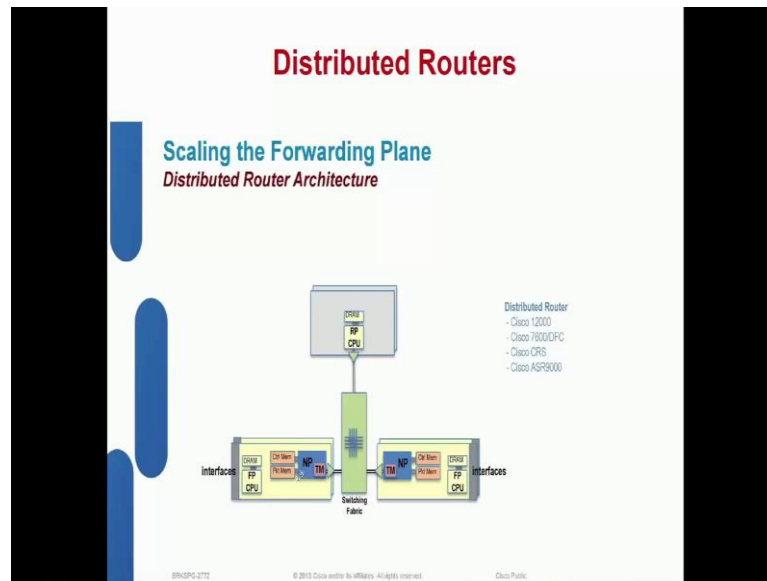 Distributed Routers
Scaling the Forwarding Plane
Distributed Router Architecture
DRAM
RP
CPU
Distributed Router
- Cisco 12000
- Cisco 7600/DFC
- Cisco CRS
- Cisco ASR9000
interfaces
DRAM
FP
CPU
Ctrl Mem
Pkt Mem
NP
TM
Switching
Fabric
TM
NP
Ctrl Mem
Pkt Mem
DRAM
FP
CPU
interfaces
BRKSPG-2772
© 2013 Cisco and/or its affiliates. All rights reserved.
Cisco Public